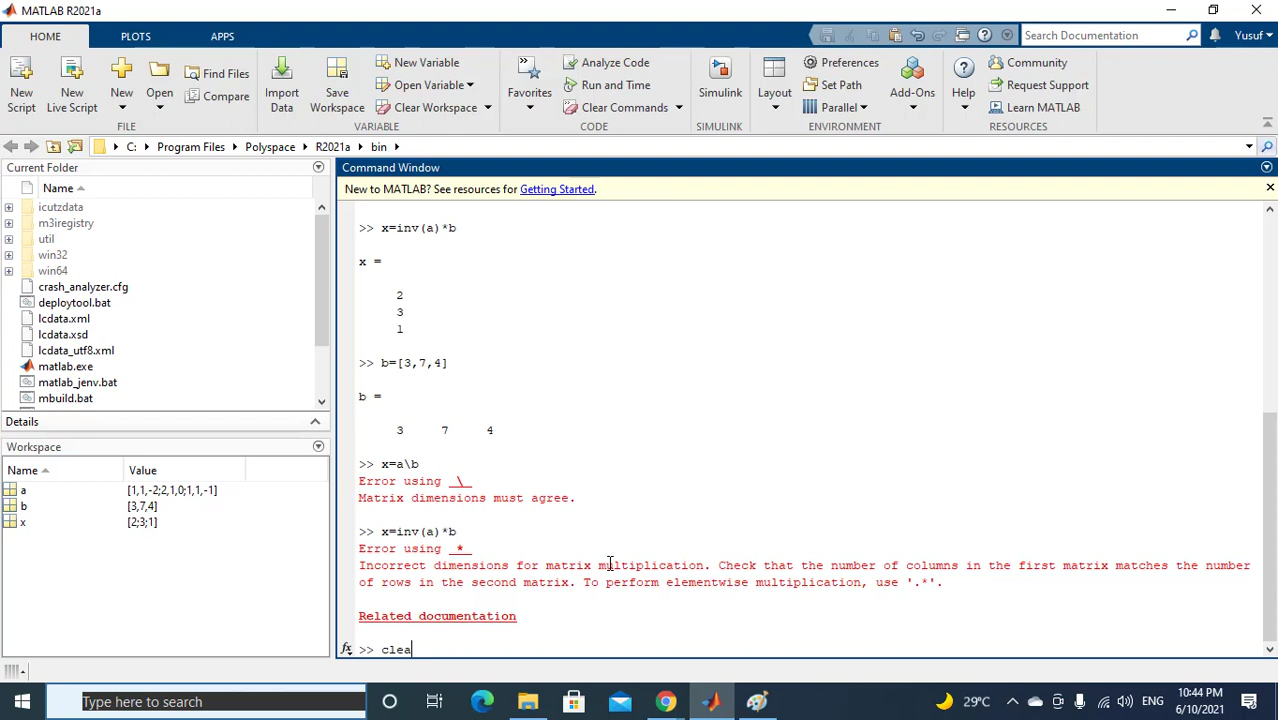 MATLAB R2021a
HOME
PLOTS
APPS
Search Documentation
Yusuf
New Script
New Live Script
New
Open
Find Files
Compare
Import Data
Save Workspace
New Variable
Open Variable
Clear Workspace
Favorites
Analyze Code
Run and Time
Clear Commands
Simulink
Layout
Preferences
Set Path
Parallel
Add-Ons
Help
Community
Request Support
Learn MATLAB
FILE
VARIABLE
CODE
SIMULINK
ENVIRONMENT
RESOURCES
C: Program Files Polyspace R2021a bin
Current Folder
Name
icutzdata
m3iregistry
util
win32
win64
crash_analyzer.cfg
deploytool.bat
lcdata.xml
lcdata.xsd
lcdata_utf8.xml
matlab.exe
matlab_jenv.bat
mbuild.bat
Details
Workspace
Name Value
a [1,1,-2;2,1,0;1,1,-1]
b [3,7,4]
x [2;3;1]
Command Window
New to MATLAB? See resources for Getting Started.
>> x=inv(a)*b
x =
2
3
1
>> b=[3,7,4]
b =
3 7 4
>> x=a\b
Error using \
Matrix dimensions must agree.
>> x=inv(a)*b
Error using *
Incorrect dimensions for matrix multiplication. Check that the number of columns in the first matrix matches the number
of rows in the second matrix. To perform elementwise multiplication, use '.*'.
Related documentation
fx >> clea
Type here to search
29°C
ENG
10:44 PM
6/10/2021